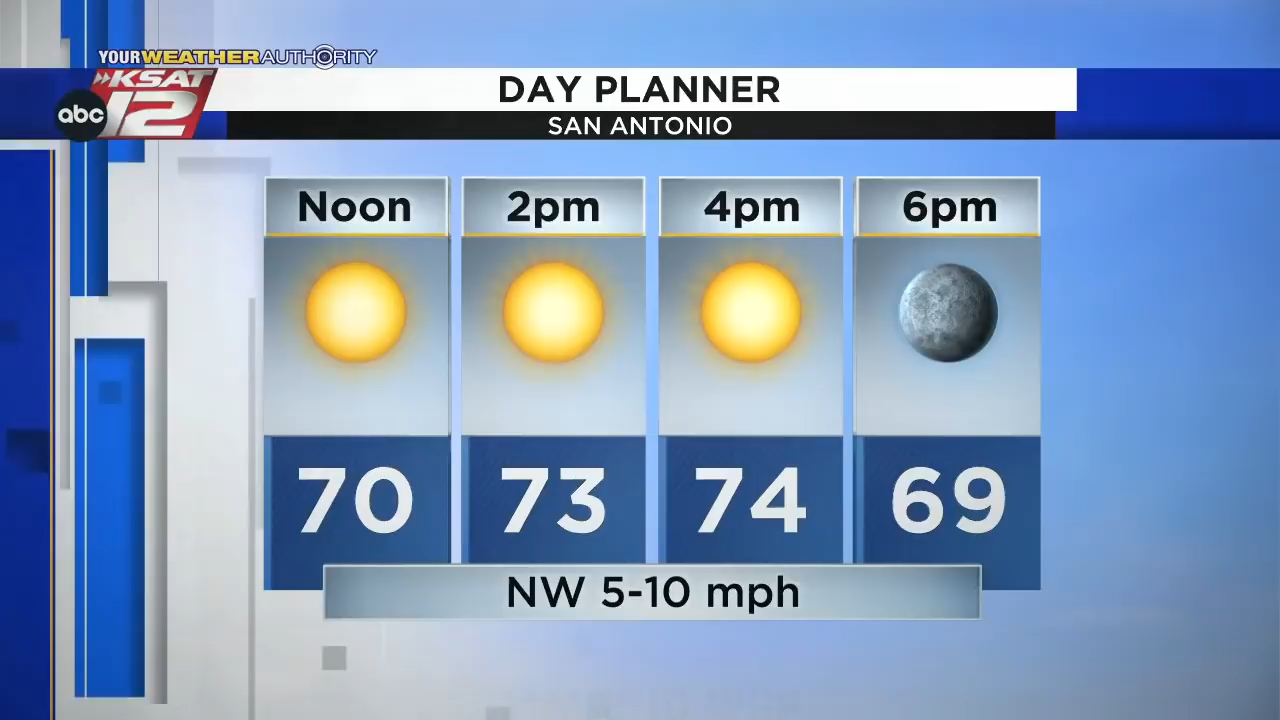 YOUR WEATHER AUTHORITY
KSAT
abc 12
DAY PLANNER
SAN ANTONIO
Noon 2pm 4pm 6pm
70 73 74 69
NW 5-10 mph